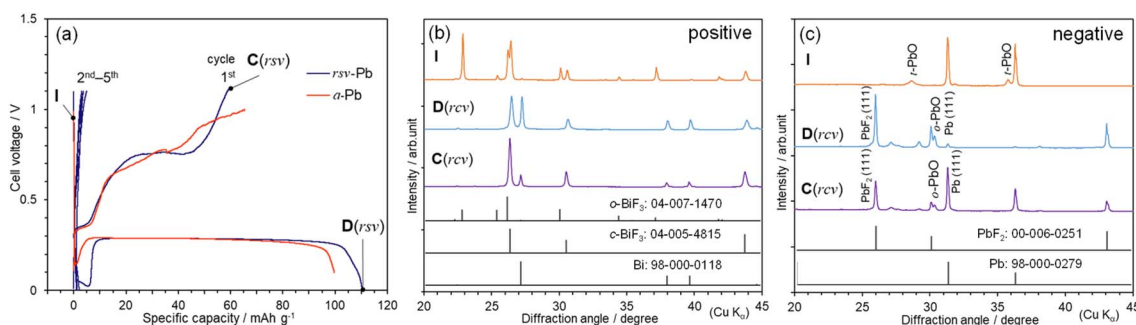 (a)
1.5
1
0.5
0
Cell voltage / V
0 20 40 60 80 100 120
Specific capacity / mAh g⁻¹
I
2nd–5th
cycle
1st
C(rsv)
rsv-Pb
a-Pb
D(rsv)
(b)
positive
I
D(rcv)
C(rcv)
Intensity / arb.unit
o-BiF3: 04-007-1470
c-BiF3: 04-005-4815
Bi: 98-000-0118
20 25 30 35 40 45
Diffraction angle / degree
(Cu Kα)
(c)
negative
I
t-PbO
t-PbO
D(rcv)
PbF2 (111)
o-PbO
Pb (111)
C(rcv)
PbF2 (111)
o-PbO
Pb (111)
Intensity / arb.unit
PbF2: 00-006-0251
Pb: 98-000-0279
20 25 30 35 40 45
Diffraction angle / degree
(Cu Kα)